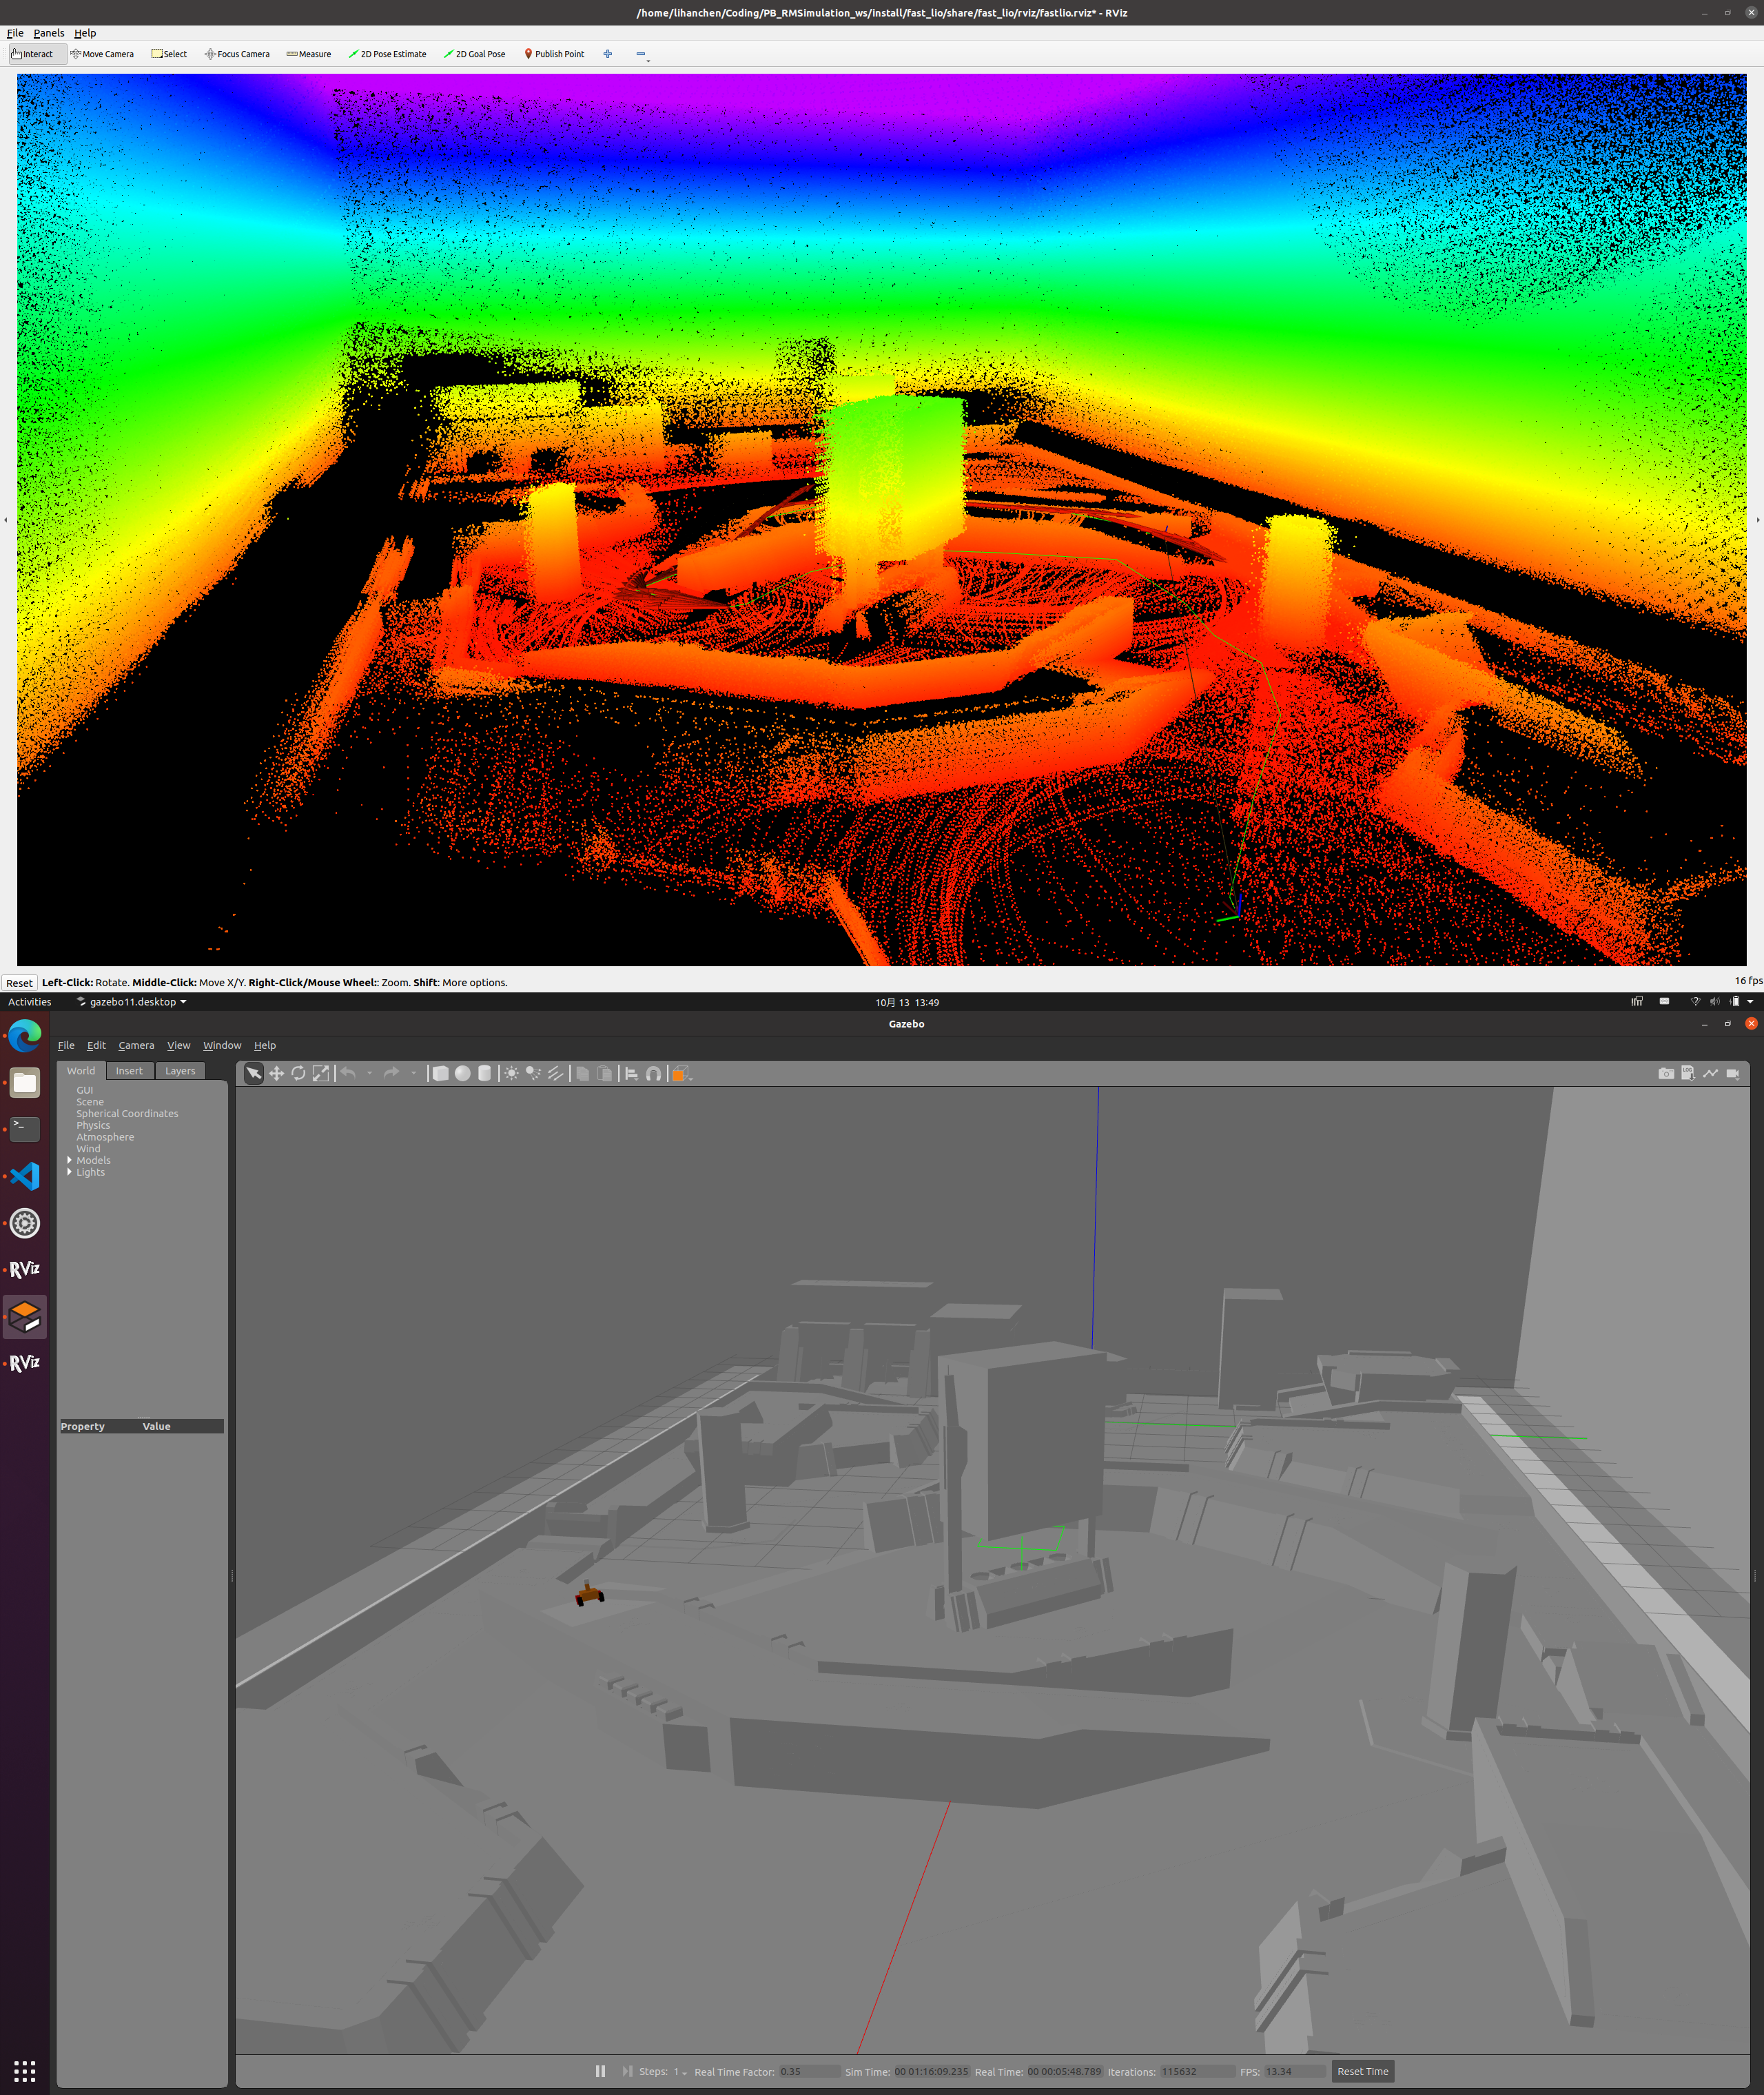 /home/lihanchen/Coding/PB_RMSimulation_ws/install/fast_lio/share/fast_lio/rviz/fastlio.rviz* - RViz
File Panels Help
Interact Move Camera Select Focus Camera Measure 2D Pose Estimate 2D Goal Pose Publish Point
Reset Left-Click: Rotate. Middle-Click: Move X/Y. Right-Click/Mouse Wheel:: Zoom. Shift: More options. 16 fps
Activities gazebo11.desktop 10月 13 13:49
Gazebo
File Edit Camera View Window Help
World Insert Layers
GUI
Scene
Spherical Coordinates
Physics
Atmosphere
Wind
Models
Lights
RViz
RViz
Property Value
Steps: 1 Real Time Factor: 0.35 Sim Time: 00 01:16:09.235 Real Time: 00 00:05:48.789 Iterations: 115632 FPS: 13.34 Reset Time